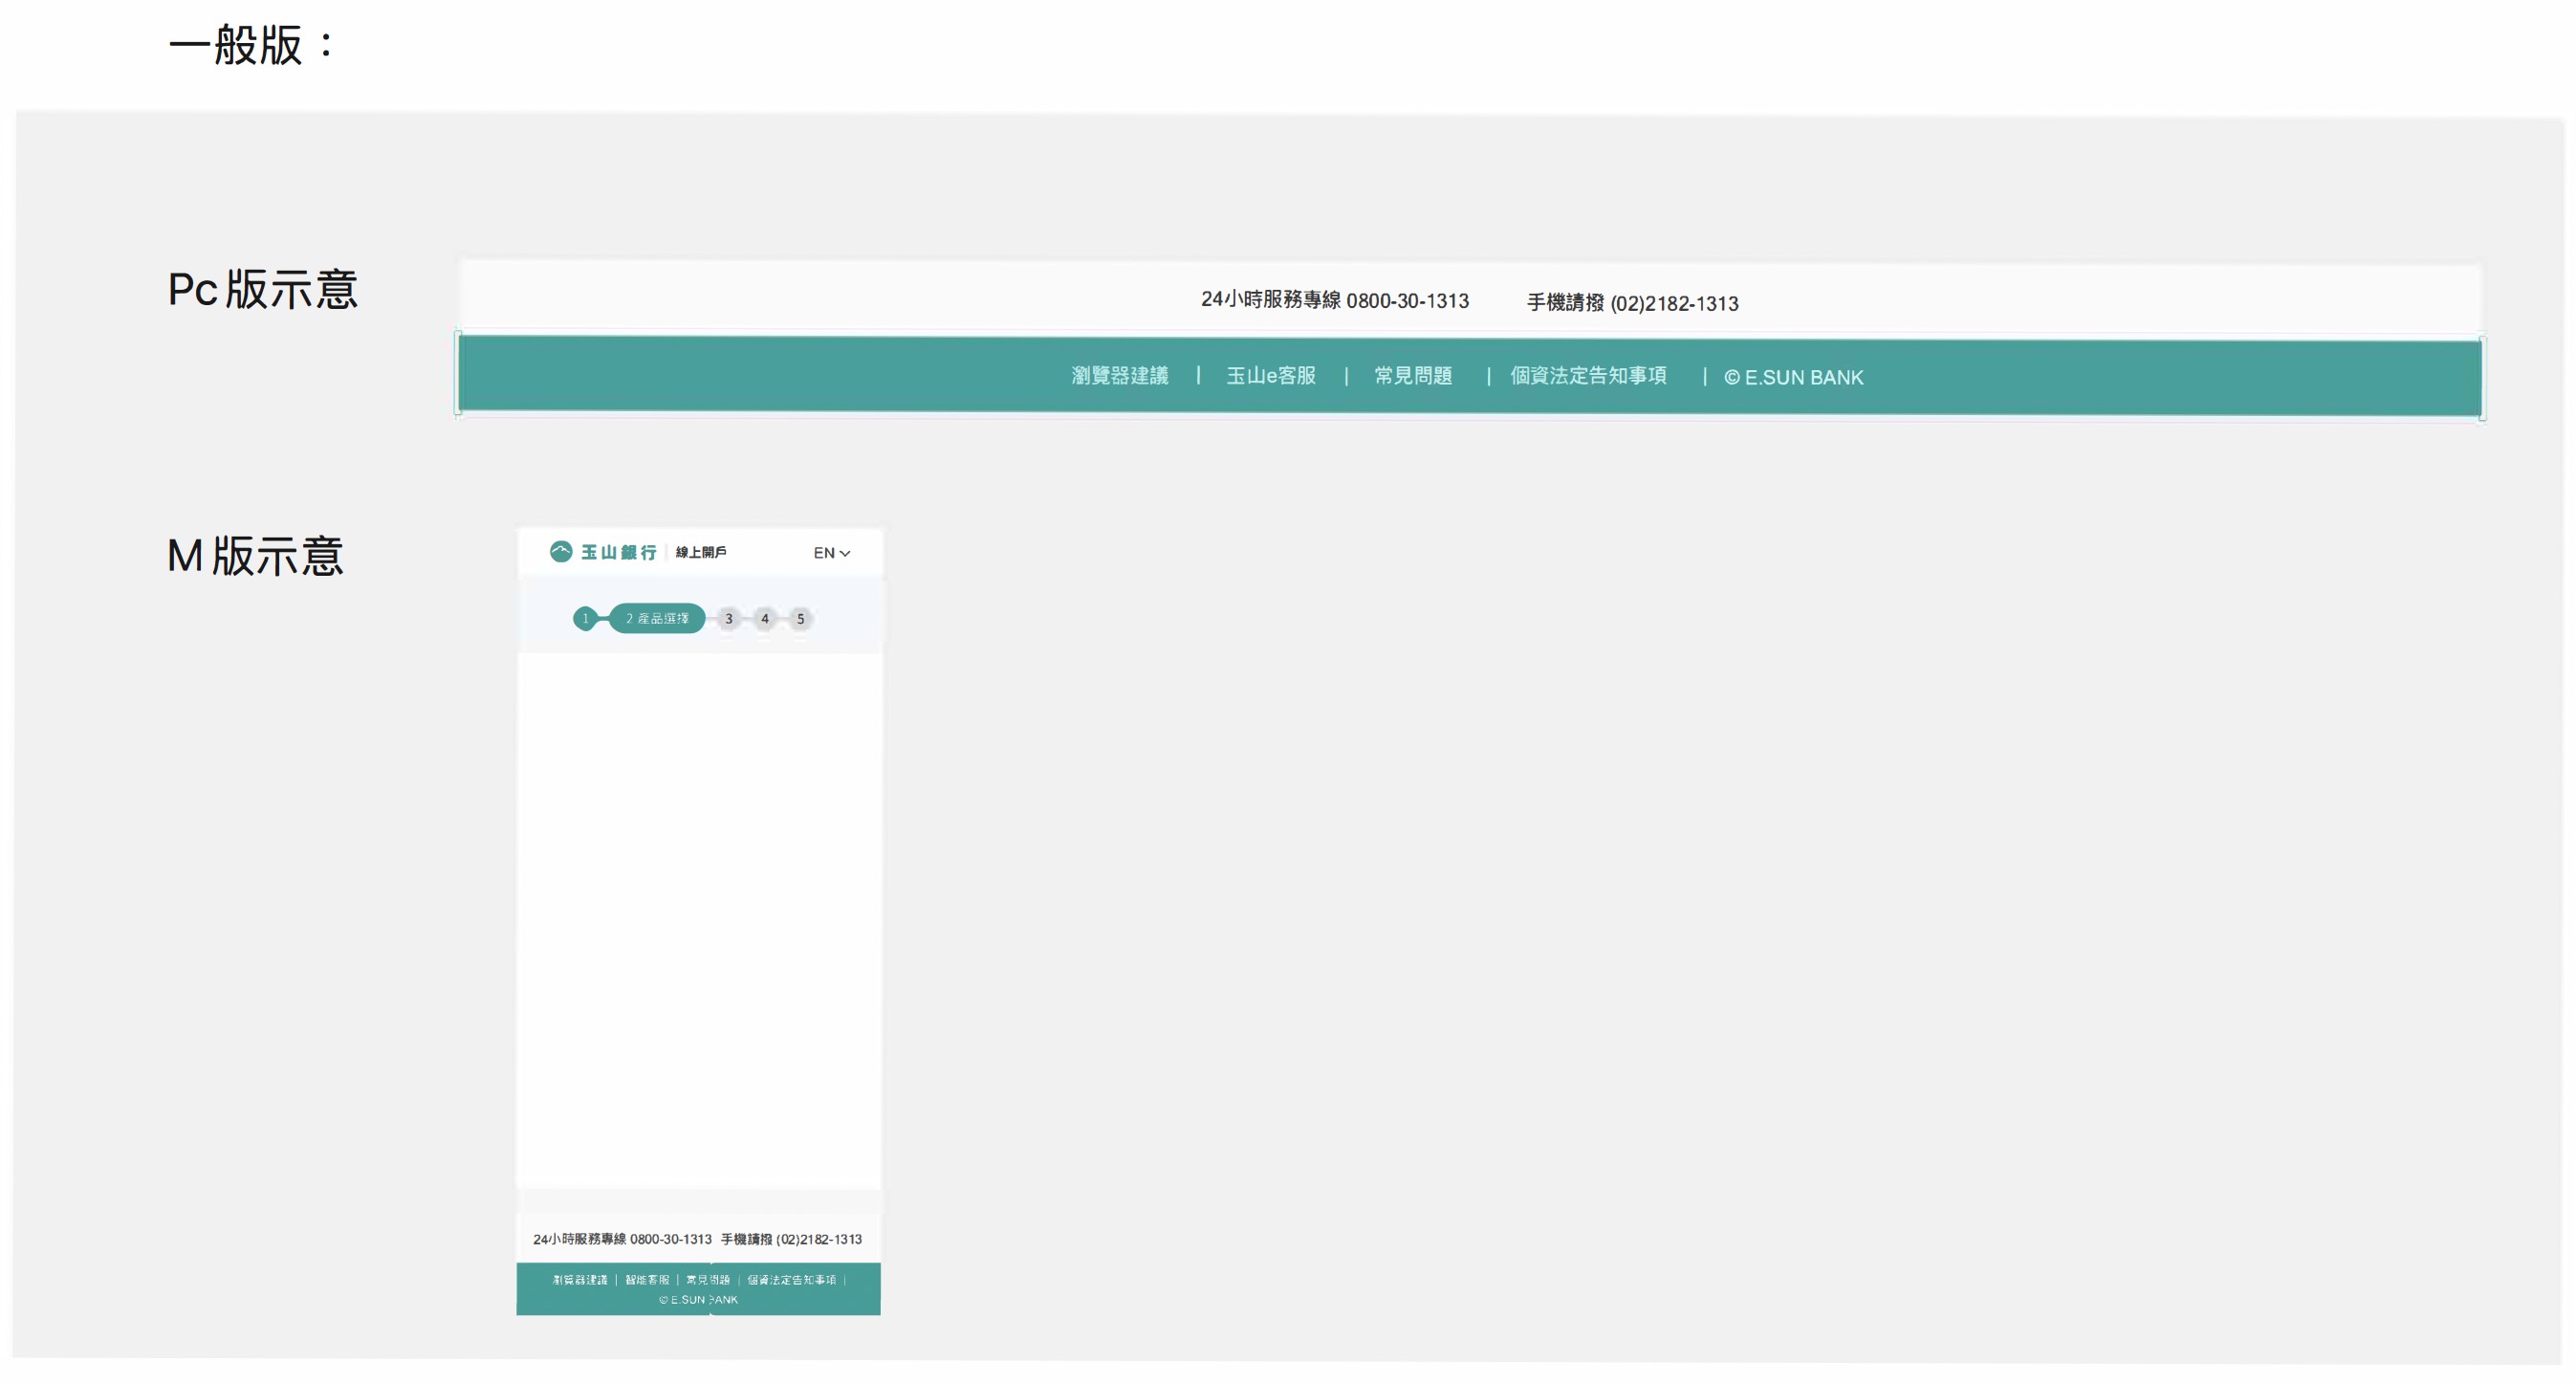 一般版：
Pc版示意
24小時服務專線 0800-30-1313 手機請撥 (02)2182-1313
瀏覽器建議 | 玉山e客服 | 常見問題 | 個資法定告知事項 | © E.SUN BANK
M版示意
玉山銀行 | 線上開戶 EN
1 2 產品選擇 3 4 5
24小時服務專線 0800-30-1313 手機請撥 (02)2182-1313
瀏覽器建議 | 智能客服 | 常見問題 | 個資法定告知事項 |
© E.SUN BANK